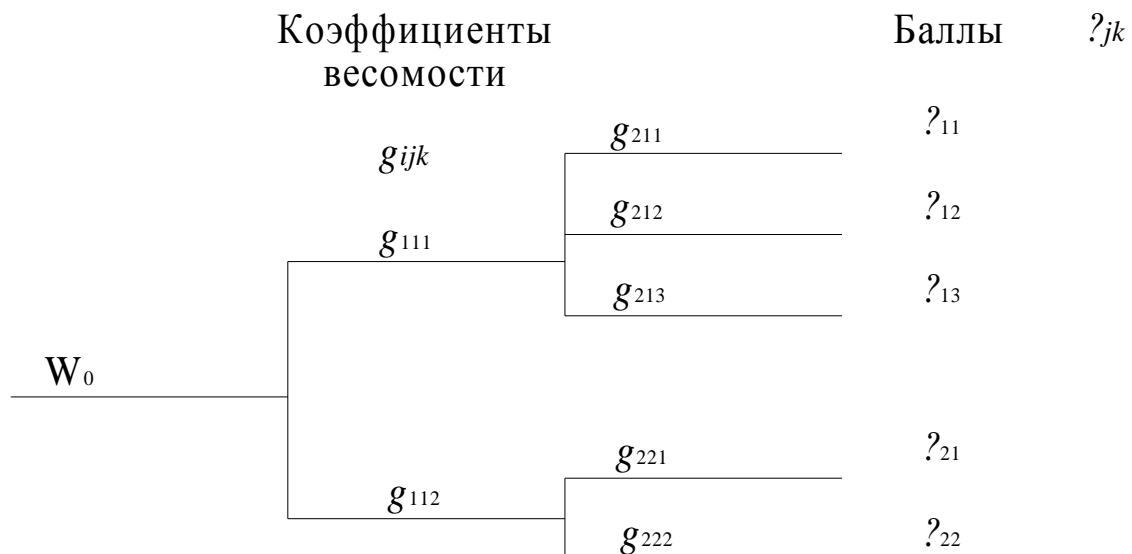 Коэффициенты Баллы ?jk
весомости
g211 ?11
gijk
g212 ?12
g111
g213 ?13
W0
g221 ?21
g112
g222 ?22